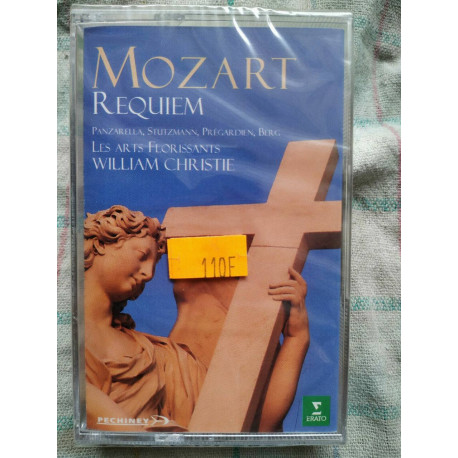 MOZART
REQUIEM
PANZARELLA, STUTZMANN, PRÉGARDIEN, BERG
LES ARTS FLORISSANTS
WILLIAM CHRISTIE
110F
PECHINEY
Σ
ERATO